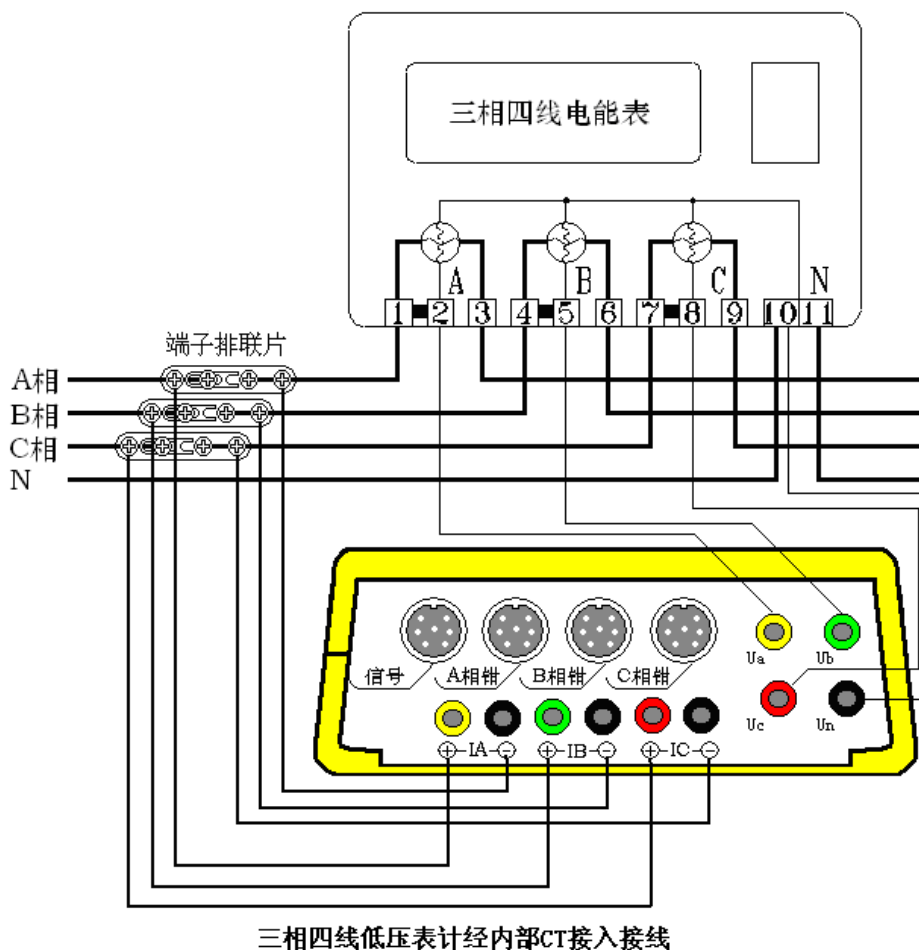 三相四线电能表
A B C N
1 2 3 4 5 6 7 8 9 10 11
端子排联片
A相
B相
C相
N
信号 A相钳 B相钳 C相钳
Ua Ub
Uc Un
+ IA - + IB - + IC -
三相四线低压表计经内部CT接入接线